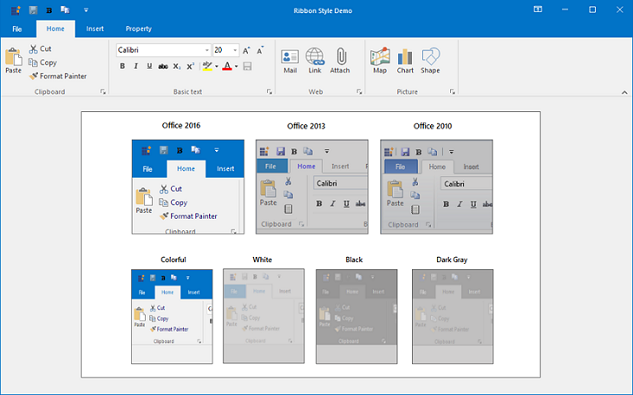 Ribbon Style Demo
File Home Insert Property
Paste Cut Calibri 20 A A Mail Link Attach Map Chart Shape
Copy
Format Painter B I U abc X₂ X² A
Clipboard Basic text Web Picture
Office 2016 Office 2013 Office 2010
File Home Insert File Home Insert File Home Insert
Cut Calibri Calibri
Paste Copy Paste Paste
Format Painter B I U abc B I U abc
Clipboard Clipboard Clipboard
Colorful White Black Dark Gray
File Home Insert File Home Insert File Home Insert File Home Insert
Cut Cut Cut Cut
Paste Copy Paste Copy Paste Copy Paste Copy
Format Painter Format Painter Format Painter Format Painter
Clipboard Clipboard Clipboard Clipboard